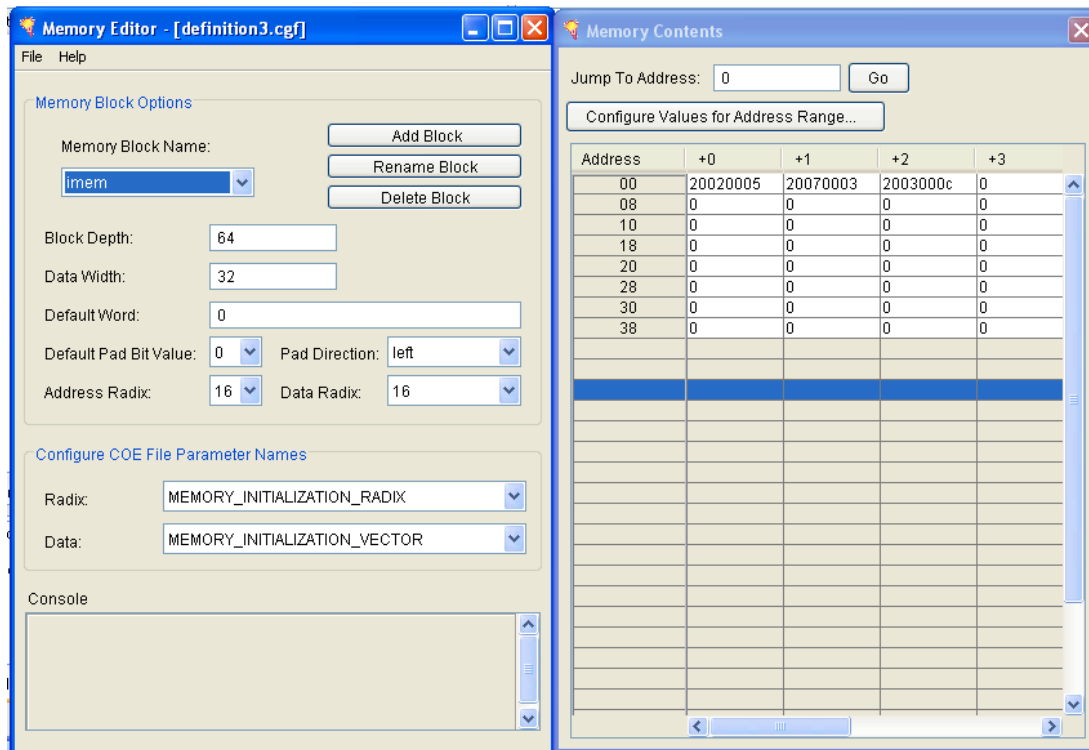 Memory Editor - [definition3.cgf]
File Help
Memory Block Options
Memory Block Name:
imem
Add Block
Rename Block
Delete Block
Block Depth: 64
Data Width: 32
Default Word: 0
Default Pad Bit Value: 0 Pad Direction: left
Address Radix: 16 Data Radix: 16
Configure COE File Parameter Names
Radix: MEMORY_INITIALIZATION_RADIX
Data: MEMORY_INITIALIZATION_VECTOR
Console
Memory Contents
Jump To Address: 0 Go
Configure Values for Address Range...
Address +0 +1 +2 +3
00 20020005 20070003 2003000c 0
08 0 0 0 0
10 0 0 0 0
18 0 0 0 0
20 0 0 0 0
28 0 0 0 0
30 0 0 0 0
38 0 0 0 0